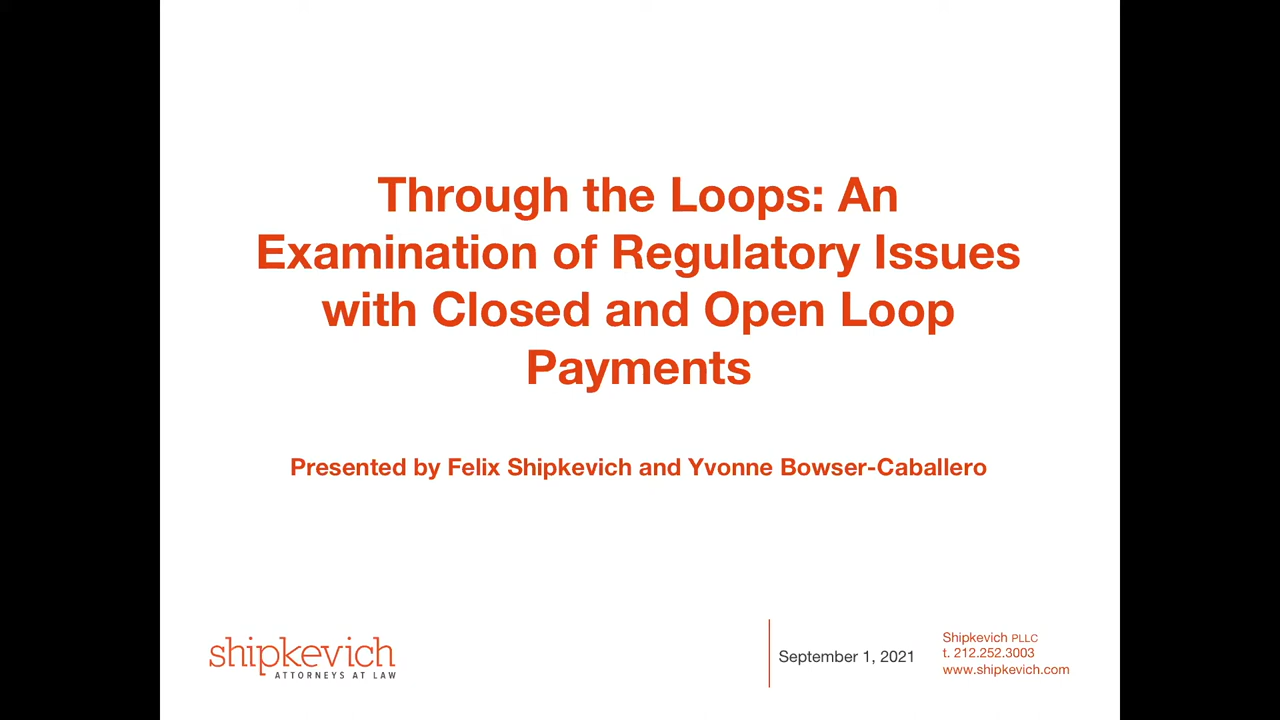 Through the Loops: An
Examination of Regulatory Issues
with Closed and Open Loop
Payments
Presented by Felix Shipkevich and Yvonne Bowser-Caballero
shipkevich
ATTORNEYS AT LAW
September 1, 2021
Shipkevich PLLC
t. 212.252.3003
www.shipkevich.com